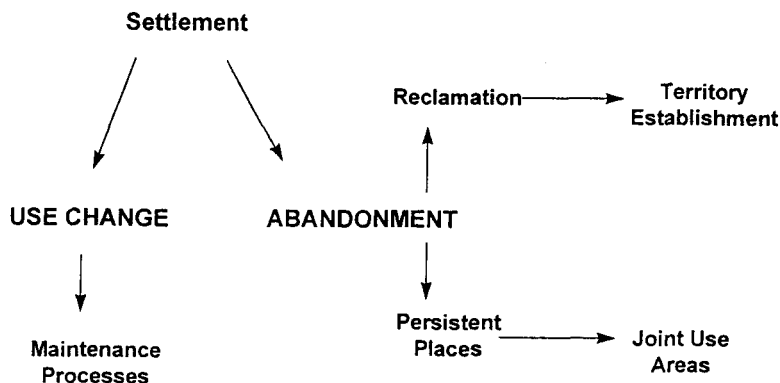 Settlement
Reclamation
Territory
Establishment
USE CHANGE
ABANDONMENT
Persistent
Places
Joint Use
Areas
Maintenance
Processes